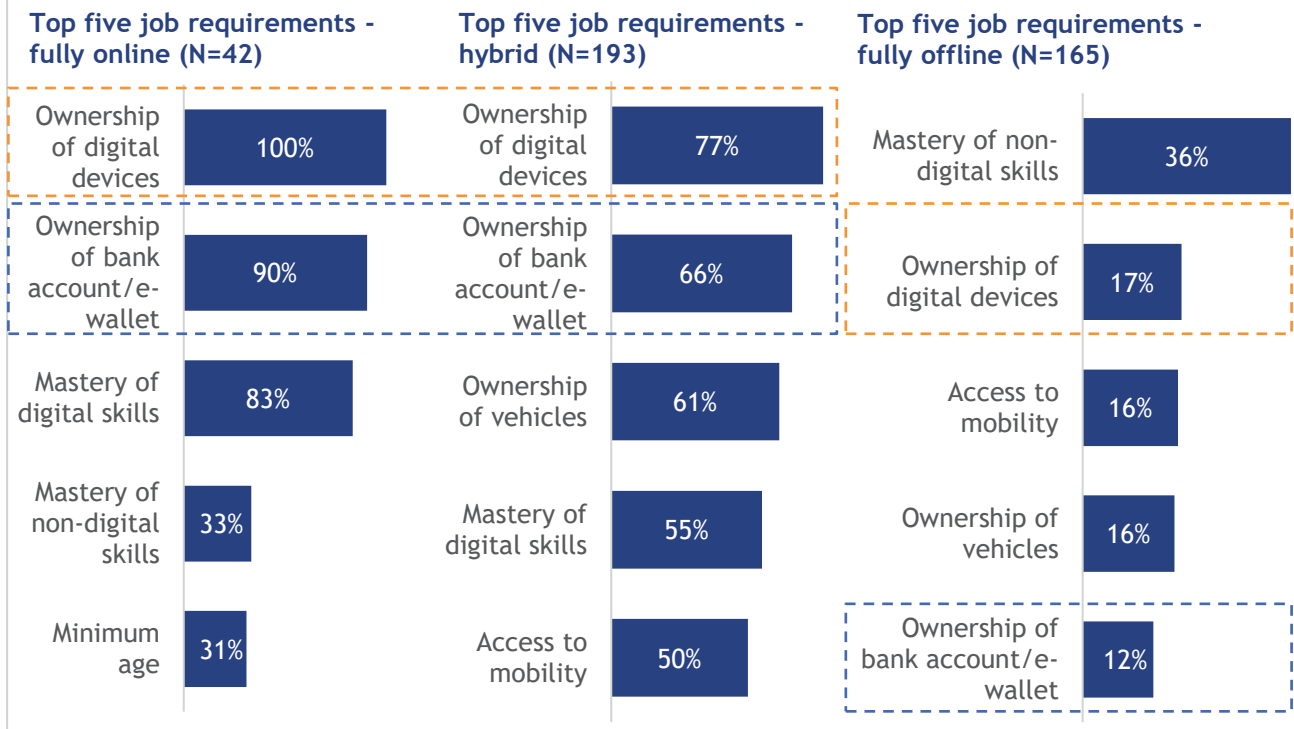 Top five job requirements -
fully online (N=42)
Ownership
of digital
devices
100%
Ownership
of bank
account/e-
wallet
90%
Mastery of
digital skills
83%
Mastery of
non-digital
skills
33%
Minimum
age
31%
Top five job requirements -
hybrid (N=193)
Ownership
of digital
devices
77%
Ownership
of bank
account/e-
wallet
66%
Ownership
of vehicles
61%
Mastery of
digital skills
55%
Access to
mobility
50%
Top five job requirements -
fully offline (N=165)
Mastery of non-
digital skills
36%
Ownership of
digital devices
17%
Access to
mobility
16%
Ownership of
vehicles
16%
Ownership of
bank account/e-
wallet
12%